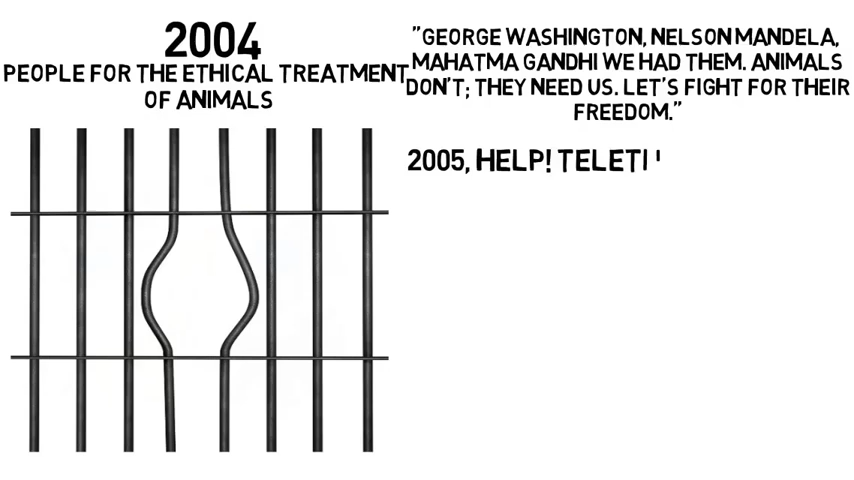 2004
PEOPLE FOR THE ETHICAL TREATMENT
OF ANIMALS
"GEORGE WASHINGTON, NELSON MANDELA,
MAHATMA GANDHI WE HAD THEM. ANIMALS
DON'T; THEY NEED US. LET'S FIGHT FOR THEIR
FREEDOM."
2005, HELP!